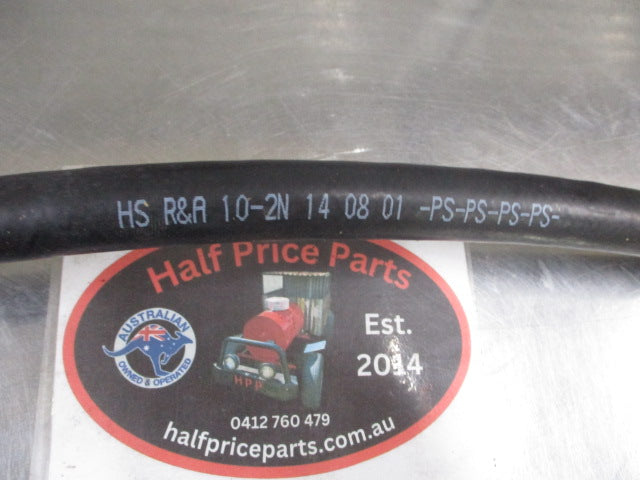 HS R&A 10-2N 14 08 01 -PS-PS-PS-PS-
Half Price Parts
AUSTRALIAN
OWNED & OPERATED
Est.
2014
HPP
0412 760 479
halfpriceparts.com.au